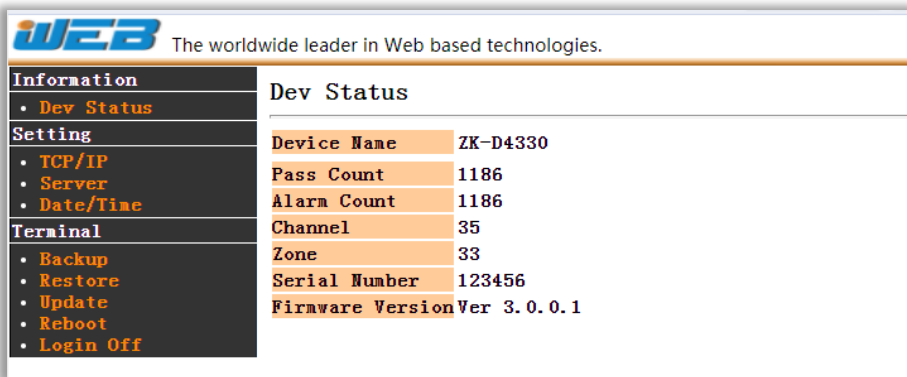 iWEB The worldwide leader in Web based technologies.
Information
• Dev Status
Setting
• TCP/IP
• Server
• Date/Time
Terminal
• Backup
• Restore
• Update
• Reboot
• Login Off
Dev Status
Device Name ZK-D4330
Pass Count 1186
Alarm Count 1186
Channel 35
Zone 33
Serial Number 123456
Firmware Version Ver 3.0.0.1